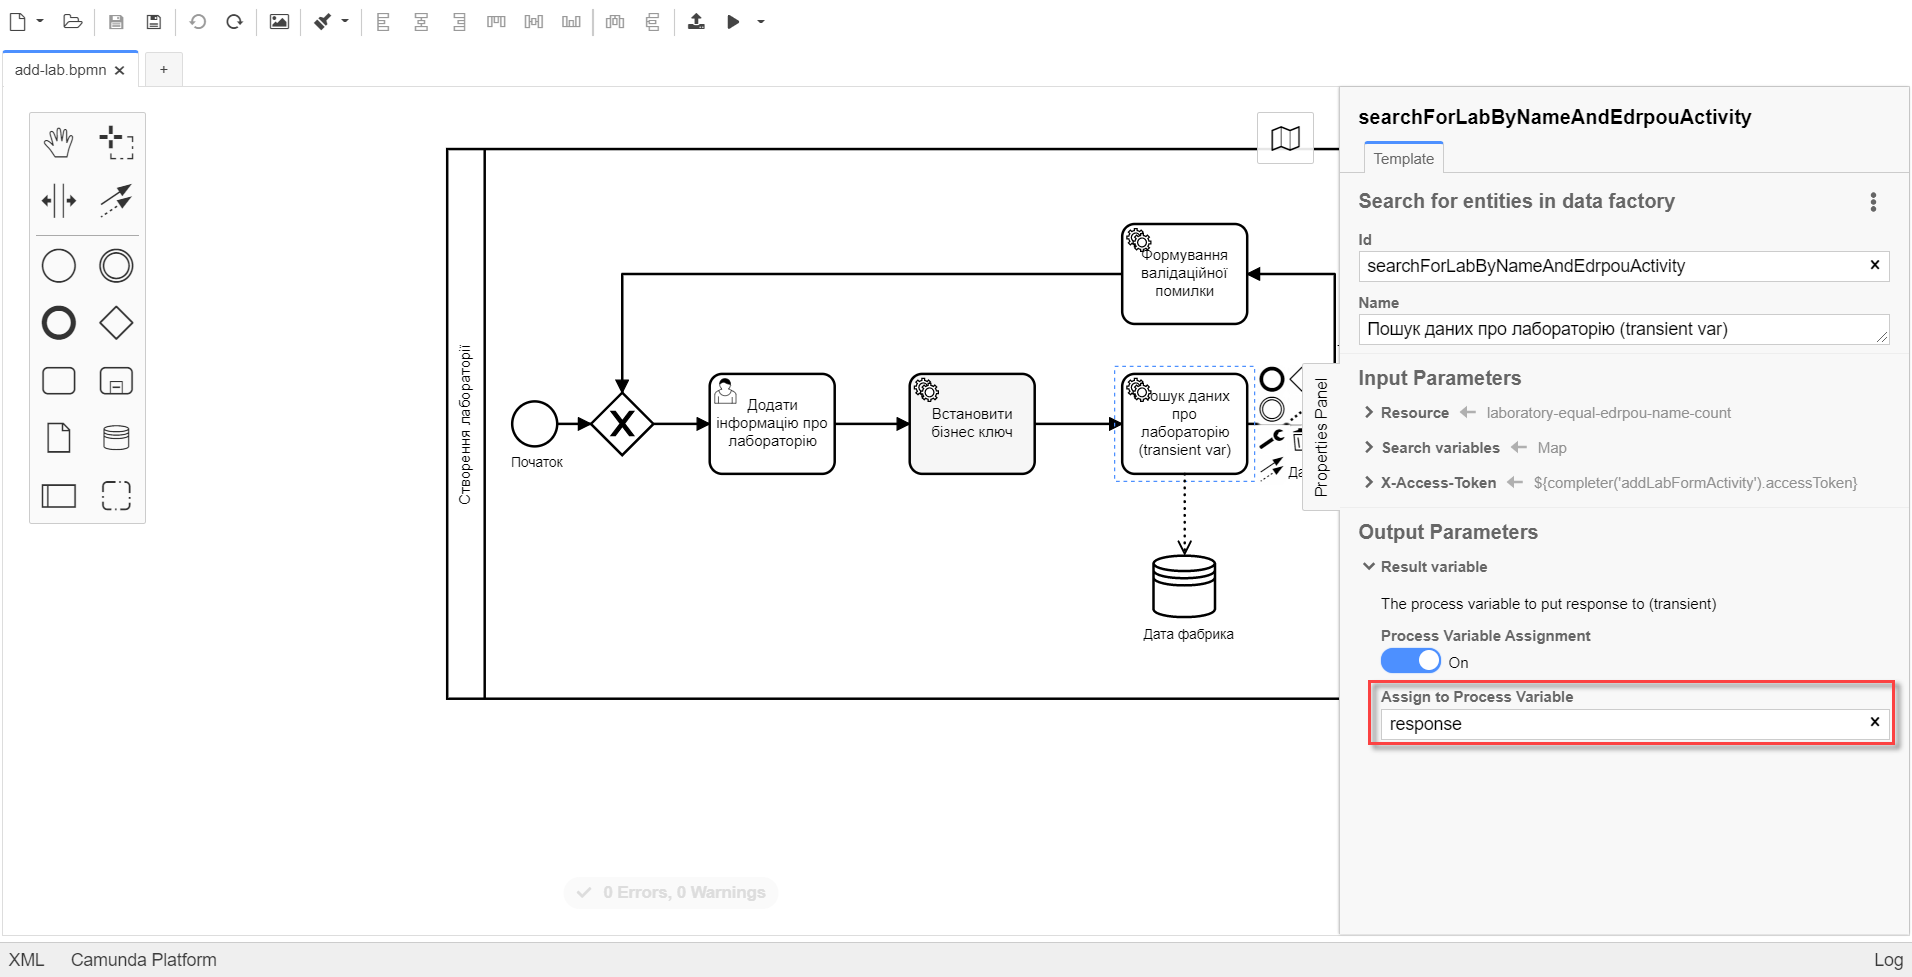 add-lab.bpmn
+
Створення лабораторії
Початок
Додати
інформацію про
лабораторію
Встановити
бізнес ключ
Формування
валідаційної
помилки
ошук даних
про
лабораторію
(transient var)
Да
Дата фабрика
Properties Panel
0 Errors, 0 Warnings
searchForLabByNameAndEdrpouActivity
Template
Search for entities in data factory
Id
searchForLabByNameAndEdrpouActivity
Name
Пошук даних про лабораторію (transient var)
Input Parameters
Resource laboratory-equal-edrpou-name-count
Search variables Map
X-Access-Token ${completer('addLabFormActivity').accessToken}
Output Parameters
Result variable
The process variable to put response to (transient)
Process Variable Assignment
On
Assign to Process Variable
response
XML Camunda Platform Log